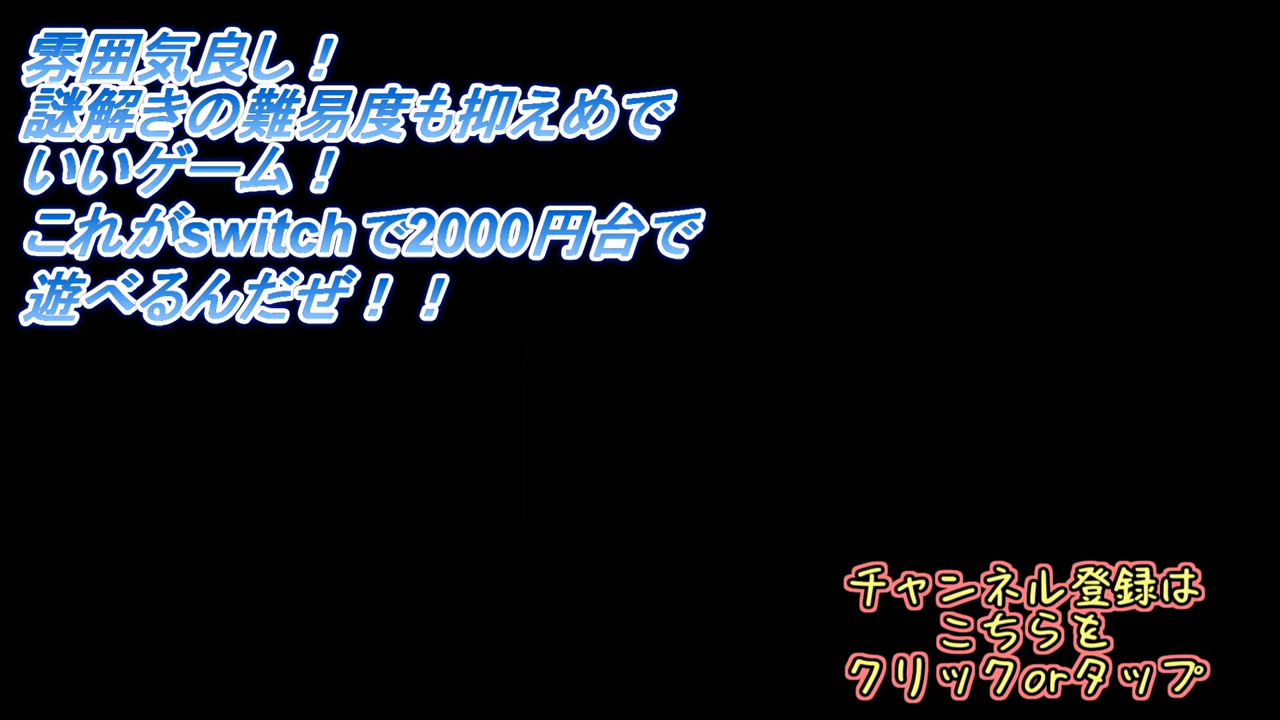 雰囲気良し！
謎解きの難易度も抑えめで
いいゲーム！
これがswitchで2000円台で
遊べるんだぜ！！
チャンネル登録は
こちらを
クリックorタップ